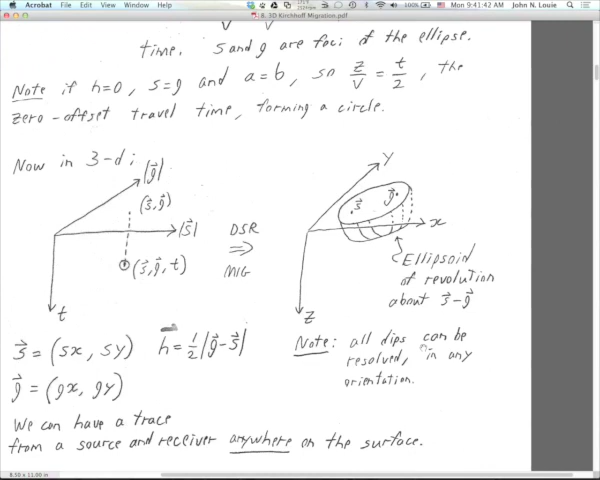 Acrobat File Edit View Window Help
100% Mon 9:41:42 AM John N. Louie
8. 3D Kirchhoff Migration.pdf
V V
time. s and g are foci of the ellipse.
Note if h=0, s=g and a=b, so z/V = t/2, the
zero-offset travel time, forming a circle.
Now in 3-d:
|g⃗|
(s⃗,g⃗)
|s⃗|
(s⃗,g⃗,t)
t
DSR
⇒
MIG
y
s⃗ g⃗
x
z
Ellipsoid
of revolution
about s⃗-g⃗
s⃗ = (sx, sy) h = 1/2|g⃗-s⃗|
g⃗ = (gx, gy)
Note: all dips can be
resolved, in any
orientation.
We can have a trace
from a source and receiver anywhere on the surface.
8.50 x 11.00 in